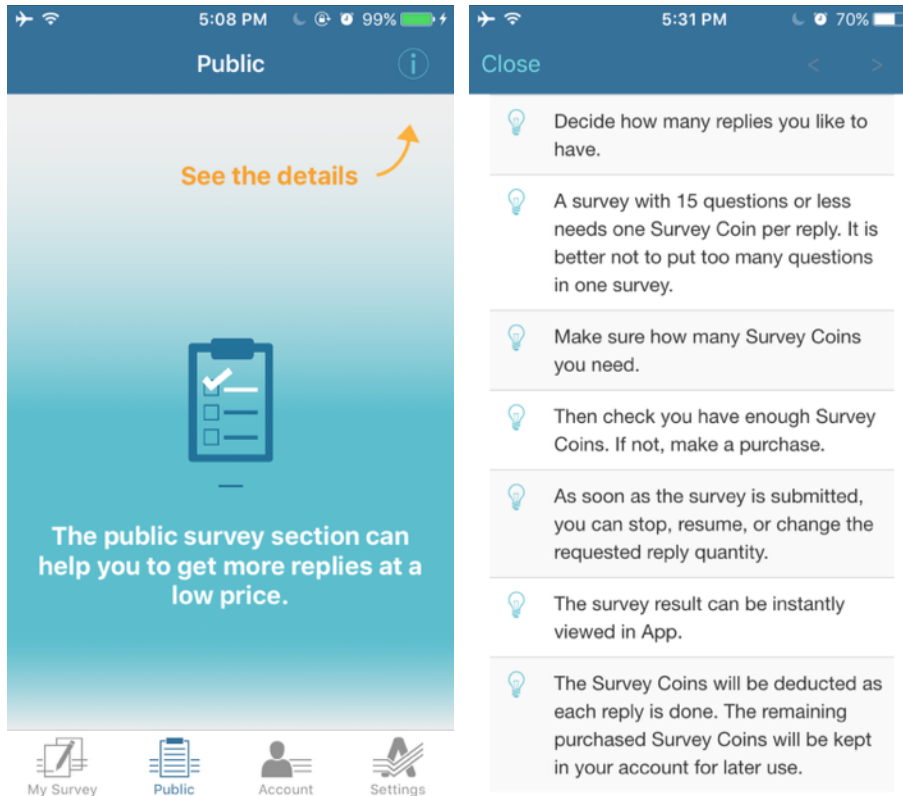 5:08 PM 99%
Public
See the details
The public survey section can
help you to get more replies at a
low price.
My Survey Public Account Settings
5:31 PM 70%
Close < >
Decide how many replies you like to
have.
A survey with 15 questions or less
needs one Survey Coin per reply. It is
better not to put too many questions
in one survey.
Make sure how many Survey Coins
you need.
Then check you have enough Survey
Coins. If not, make a purchase.
As soon as the survey is submitted,
you can stop, resume, or change the
requested reply quantity.
The survey result can be instantly
viewed in App.
The Survey Coins will be deducted as
each reply is done. The remaining
purchased Survey Coins will be kept
in your account for later use.